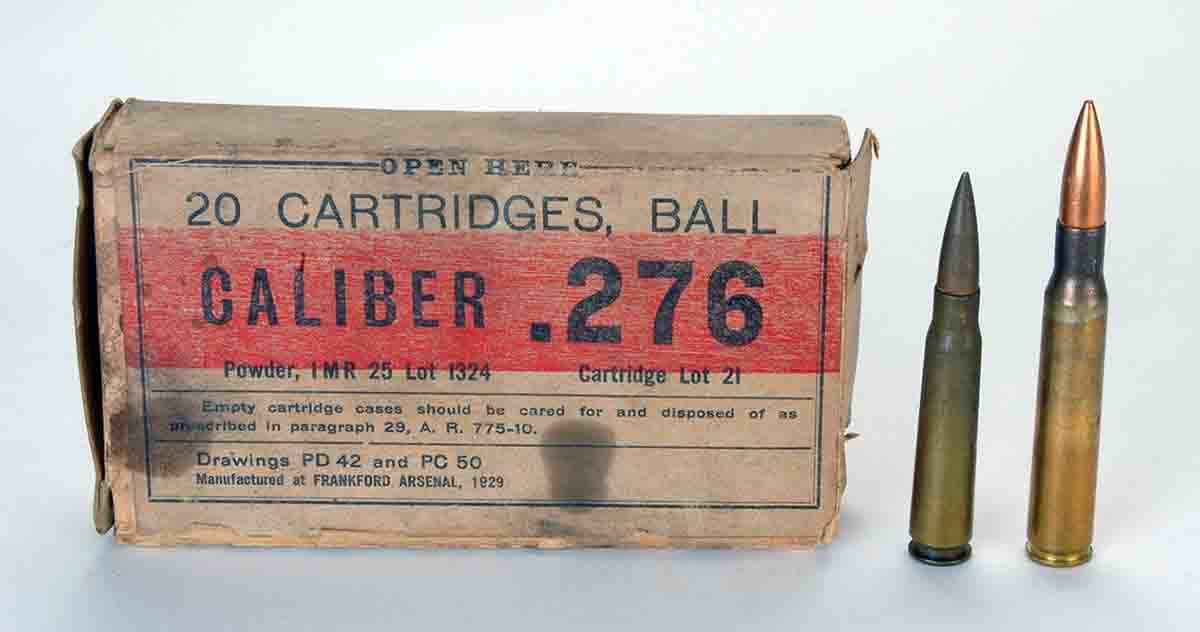 OPEN HERE
20 CARTRIDGES, BALL
CALIBER .276
Powder, IMR 25 Lot 1324 Cartridge Lot 21
Empty cartridge cases should be cared for and disposed of as
prescribed in paragraph 29, A. R. 775-10.
Drawings PD 42 and PC 50
Manufactured at FRANKFORD ARSENAL, 1929